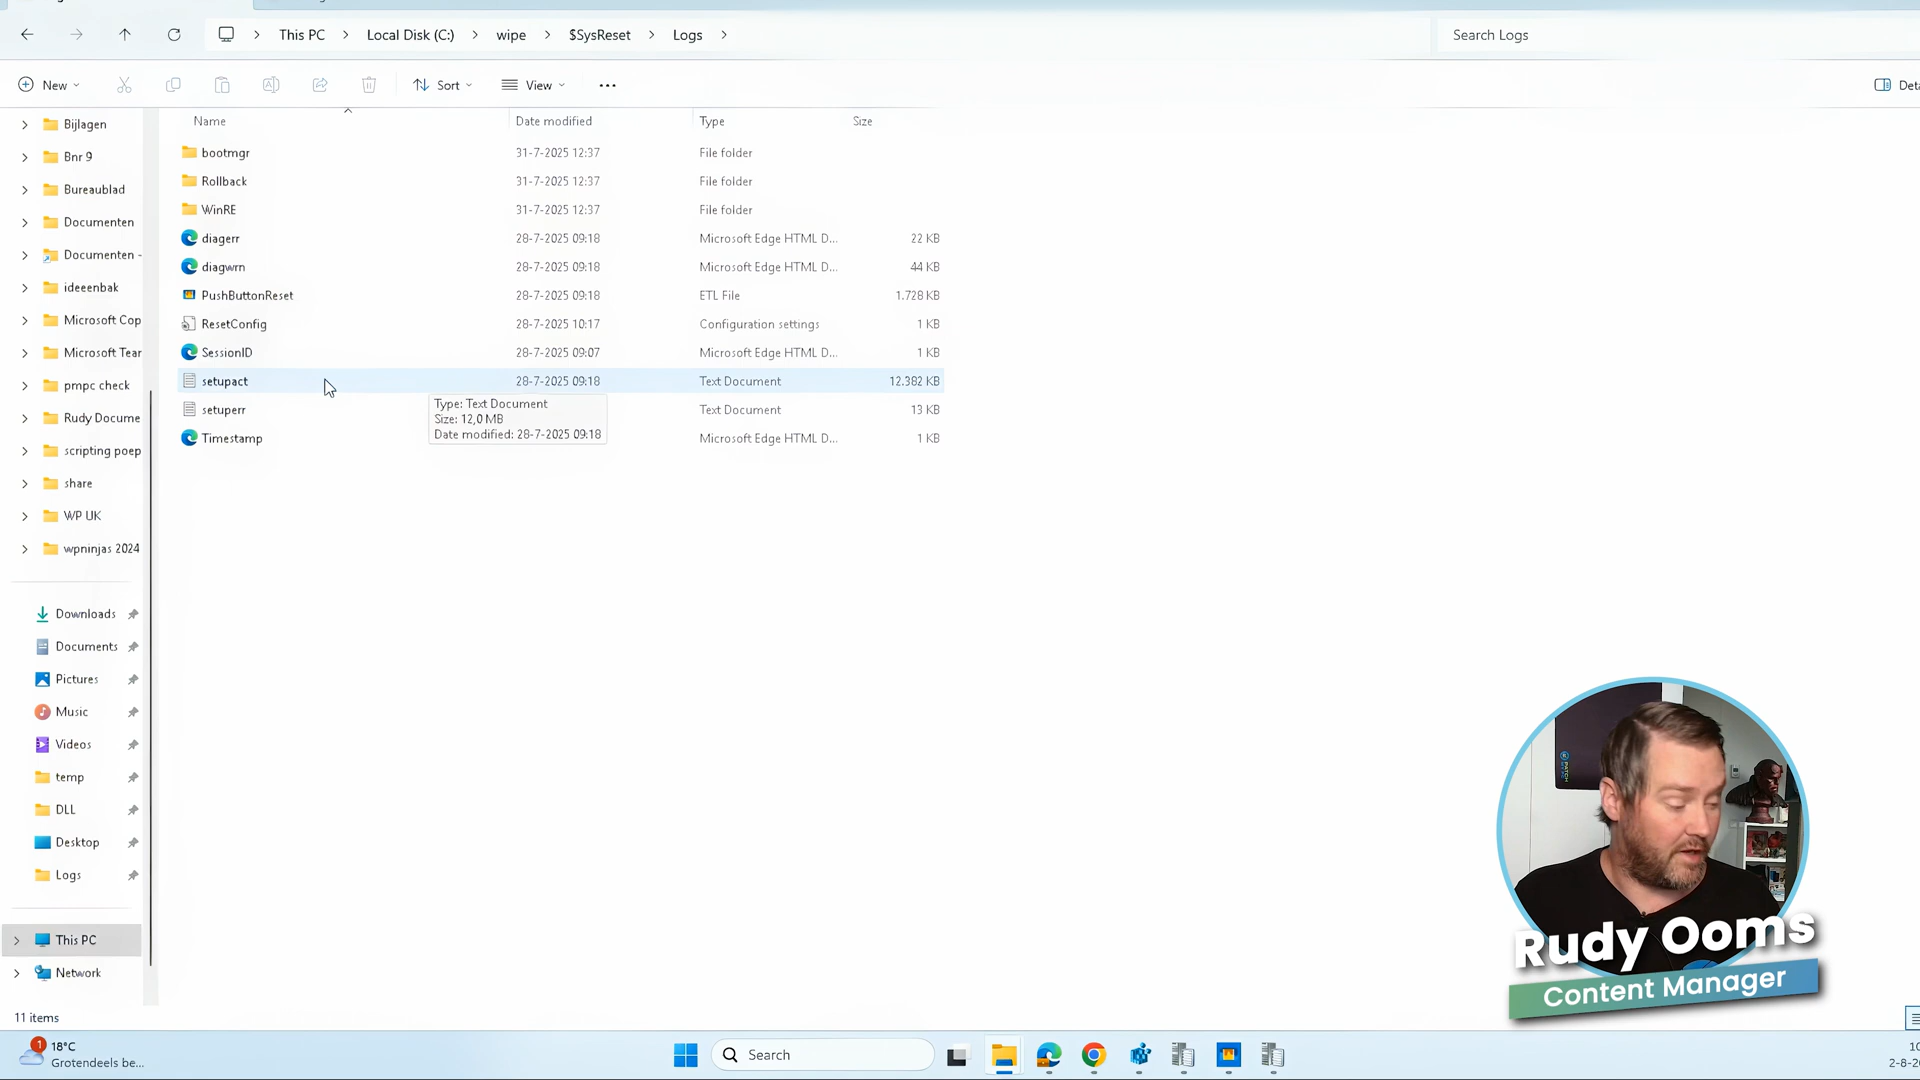 This PC > Local Disk (C:) > wipe > $SysReset > Logs >
Search Logs
New
Sort
View
Name Date modified Type Size
bootmgr 31-7-2025 12:37 File folder
Rollback 31-7-2025 12:37 File folder
WinRE 31-7-2025 12:37 File folder
diagerr 28-7-2025 09:18 Microsoft Edge HTML D... 22 KB
diagwrn 28-7-2025 09:18 Microsoft Edge HTML D... 44 KB
PushButtonReset 28-7-2025 09:18 ETL File 1.728 KB
ResetConfig 28-7-2025 10:17 Configuration settings 1 KB
SessionID 28-7-2025 09:07 Microsoft Edge HTML D... 1 KB
setupact 28-7-2025 09:18 Text Document 12.382 KB
setuperr Text Document 13 KB
Timestamp Microsoft Edge HTML D... 1 KB
Type: Text Document
Size: 12,0 MB
Date modified: 28-7-2025 09:18
Bijlagen
Bnr 9
Bureaublad
Documenten
Documenten -
ideeenbak
Microsoft Cop
Microsoft Tear
pmpc check
Rudy Docume
scripting poep
share
WP UK
wpninjas 2024
Downloads
Documents
Pictures
Music
Videos
temp
DLL
Desktop
Logs
This PC
Network
11 items
Rudy Ooms
Content Manager
1
18°C
Grotendeels be...
Search